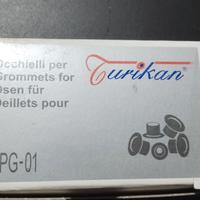 Occhielli per
Grommets for
Ösen für
Oeillets pour
Turikan
PG-01